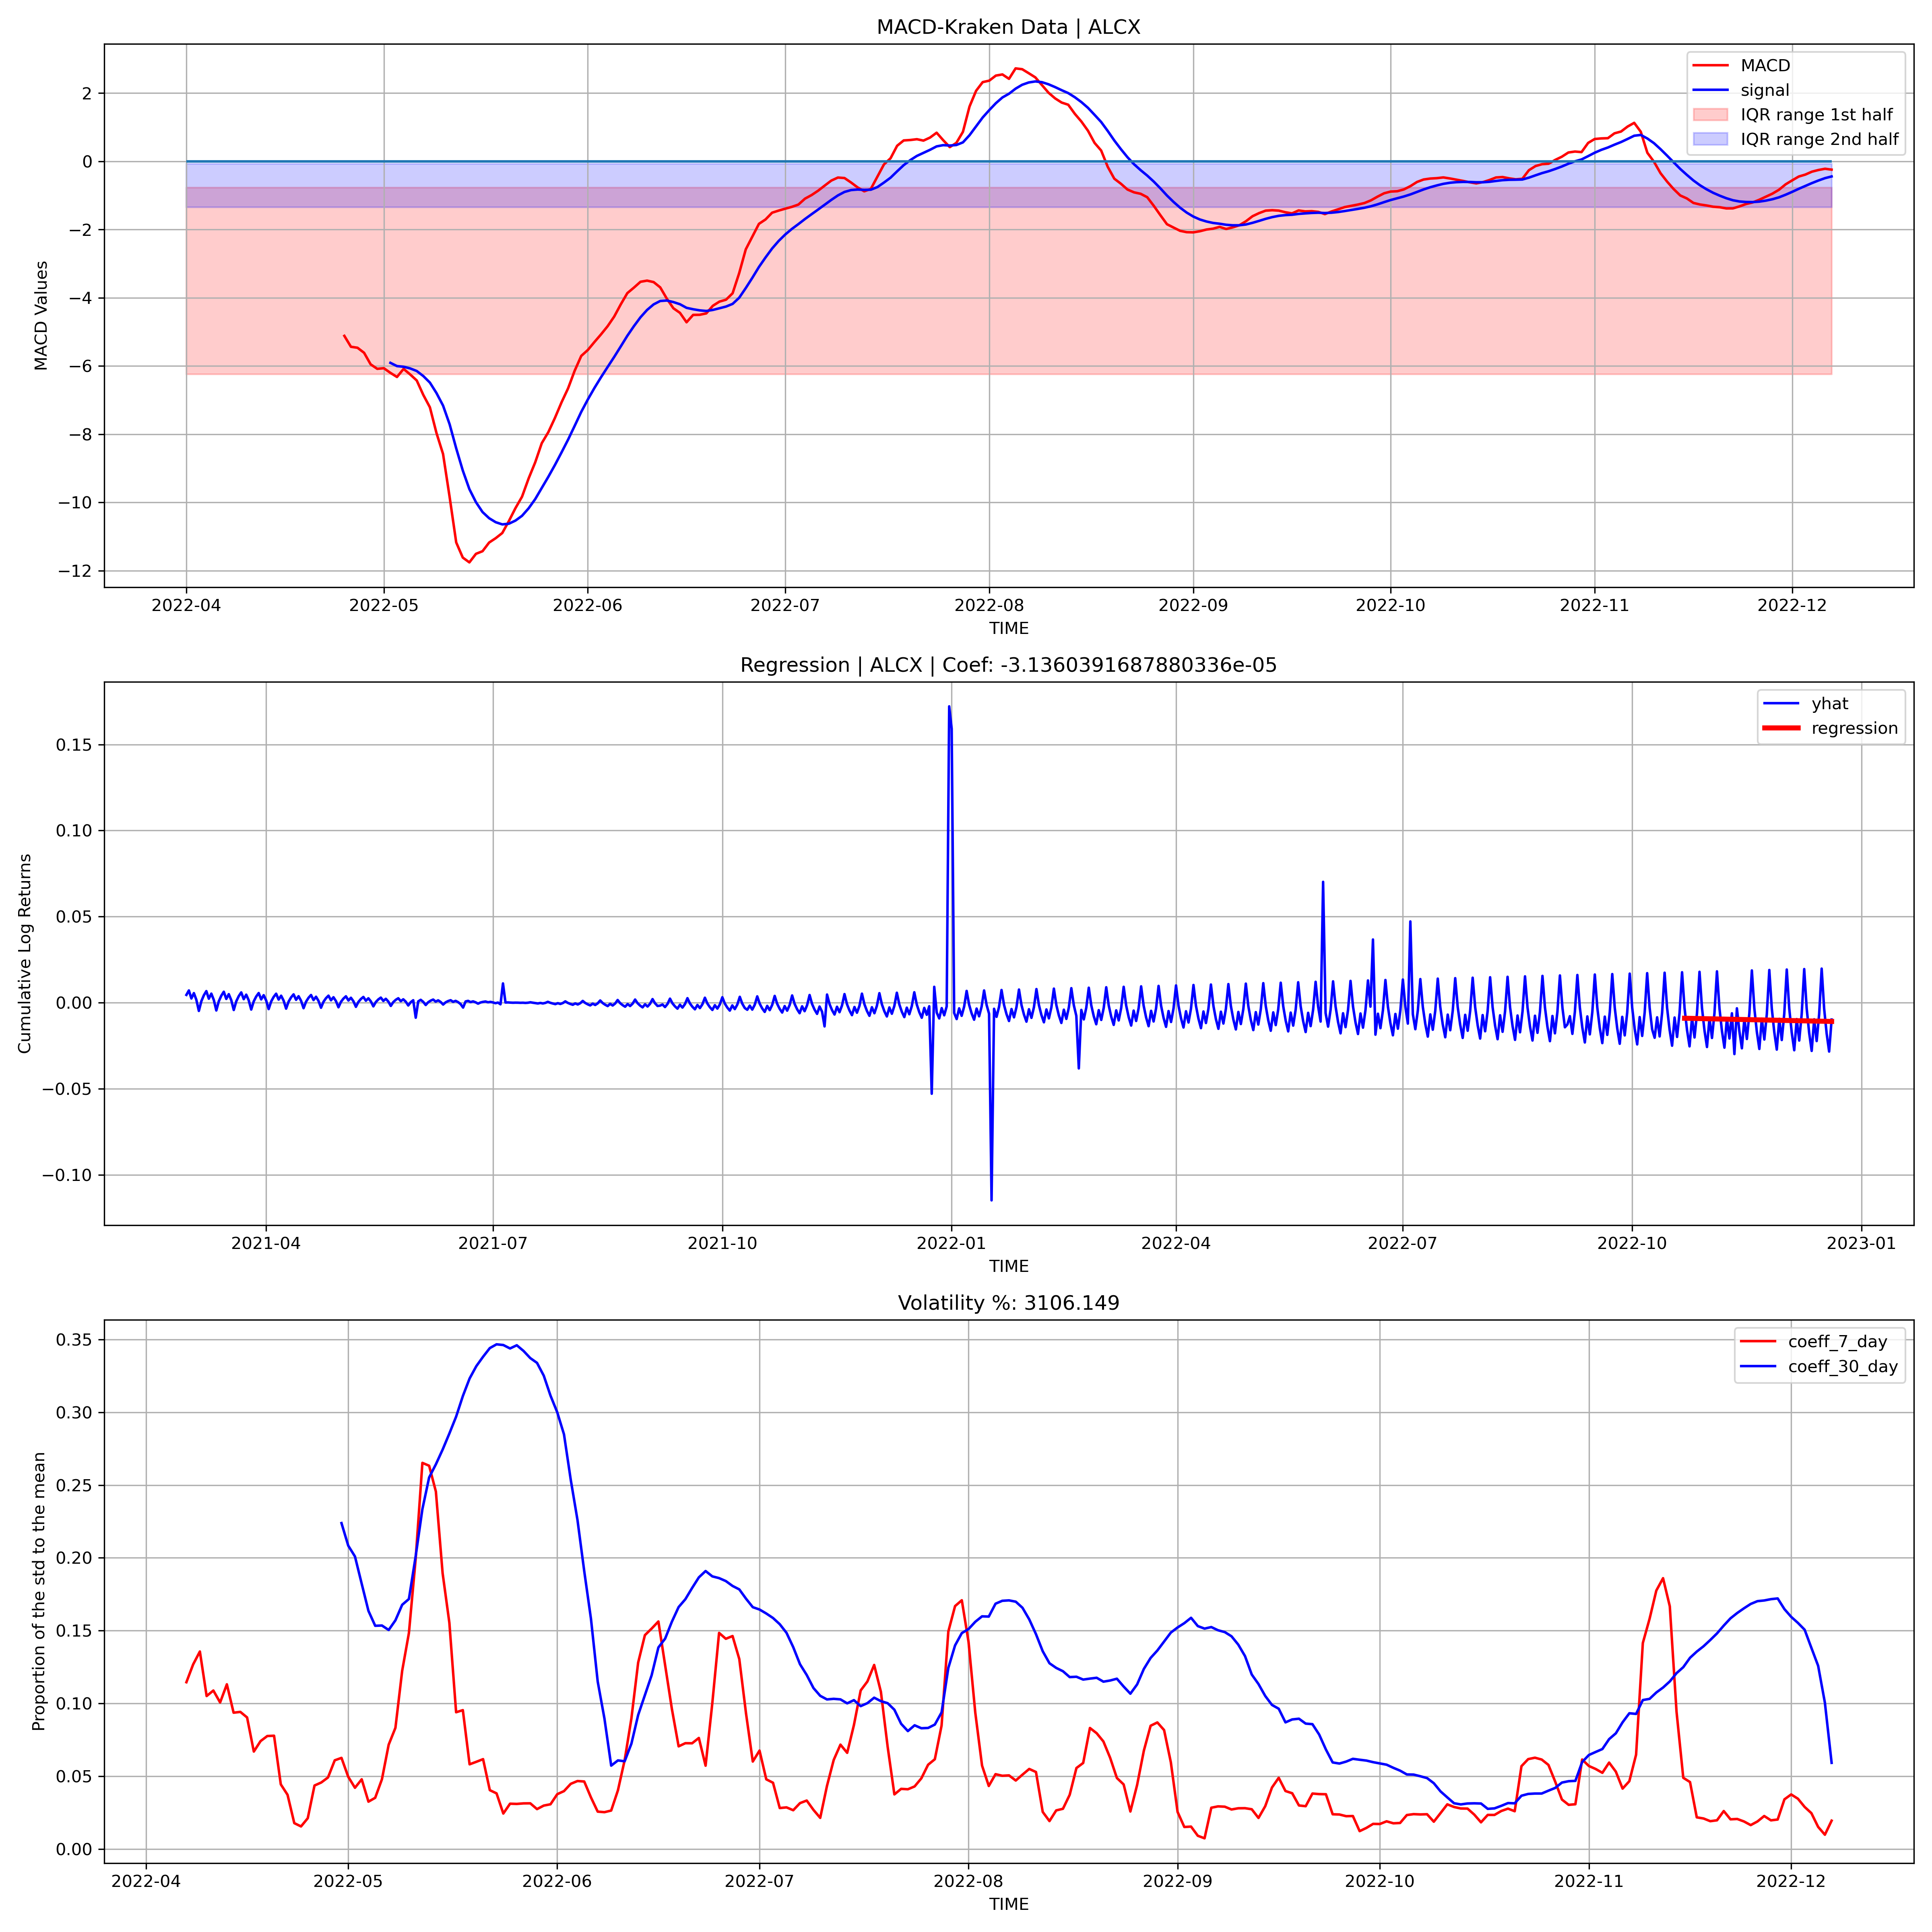 MACD-Kraken Data | ALCX
MACD
signal
IQR range 1st half
IQR range 2nd half
MACD Values
2
0
−2
−4
−6
−8
−10
−12
2022-04 2022-05 2022-06 2022-07 2022-08 2022-09 2022-10 2022-11 2022-12
TIME
Regression | ALCX | Coef: -3.1360391687880336e-05
yhat
regression
Cumulative Log Returns
0.15
0.10
0.05
0.00
−0.05
−0.10
2021-04 2021-07 2021-10 2022-01 2022-04 2022-07 2022-10 2023-01
TIME
Volatility %: 3106.149
coeff_7_day
coeff_30_day
Proportion of the std to the mean
0.35
0.30
0.25
0.20
0.15
0.10
0.05
0.00
2022-04 2022-05 2022-06 2022-07 2022-08 2022-09 2022-10 2022-11 2022-12
TIME